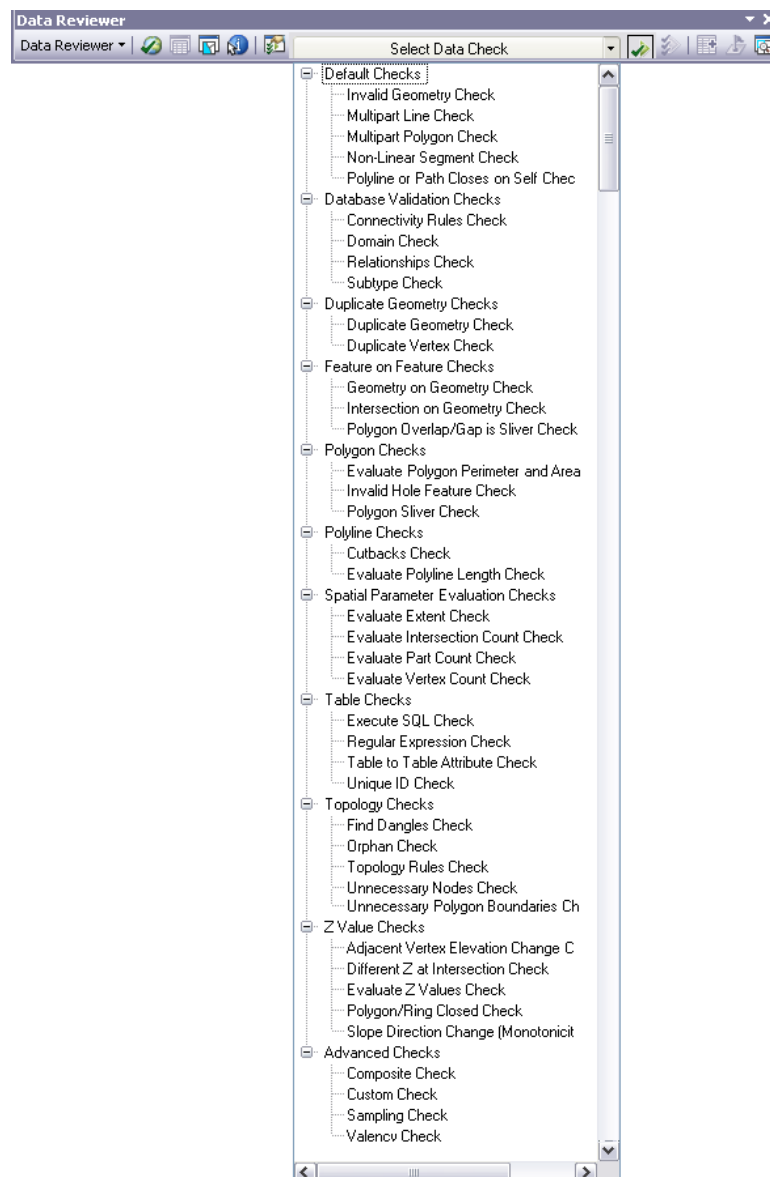 Data Reviewer
Data Reviewer
Select Data Check
Default Checks
Invalid Geometry Check
Multipart Line Check
Multipart Polygon Check
Non-Linear Segment Check
Polyline or Path Closes on Self Chec
Database Validation Checks
Connectivity Rules Check
Domain Check
Relationships Check
Subtype Check
Duplicate Geometry Checks
Duplicate Geometry Check
Duplicate Vertex Check
Feature on Feature Checks
Geometry on Geometry Check
Intersection on Geometry Check
Polygon Overlap/Gap is Sliver Check
Polygon Checks
Evaluate Polygon Perimeter and Area
Invalid Hole Feature Check
Polygon Sliver Check
Polyline Checks
Cutbacks Check
Evaluate Polyline Length Check
Spatial Parameter Evaluation Checks
Evaluate Extent Check
Evaluate Intersection Count Check
Evaluate Part Count Check
Evaluate Vertex Count Check
Table Checks
Execute SQL Check
Regular Expression Check
Table to Table Attribute Check
Unique ID Check
Topology Checks
Find Dangles Check
Orphan Check
Topology Rules Check
Unnecessary Nodes Check
Unnecessary Polygon Boundaries Ch
Z Value Checks
Adjacent Vertex Elevation Change C
Different Z at Intersection Check
Evaluate Z Values Check
Polygon/Ring Closed Check
Slope Direction Change (Monotonicit
Advanced Checks
Composite Check
Custom Check
Sampling Check
Valency Check